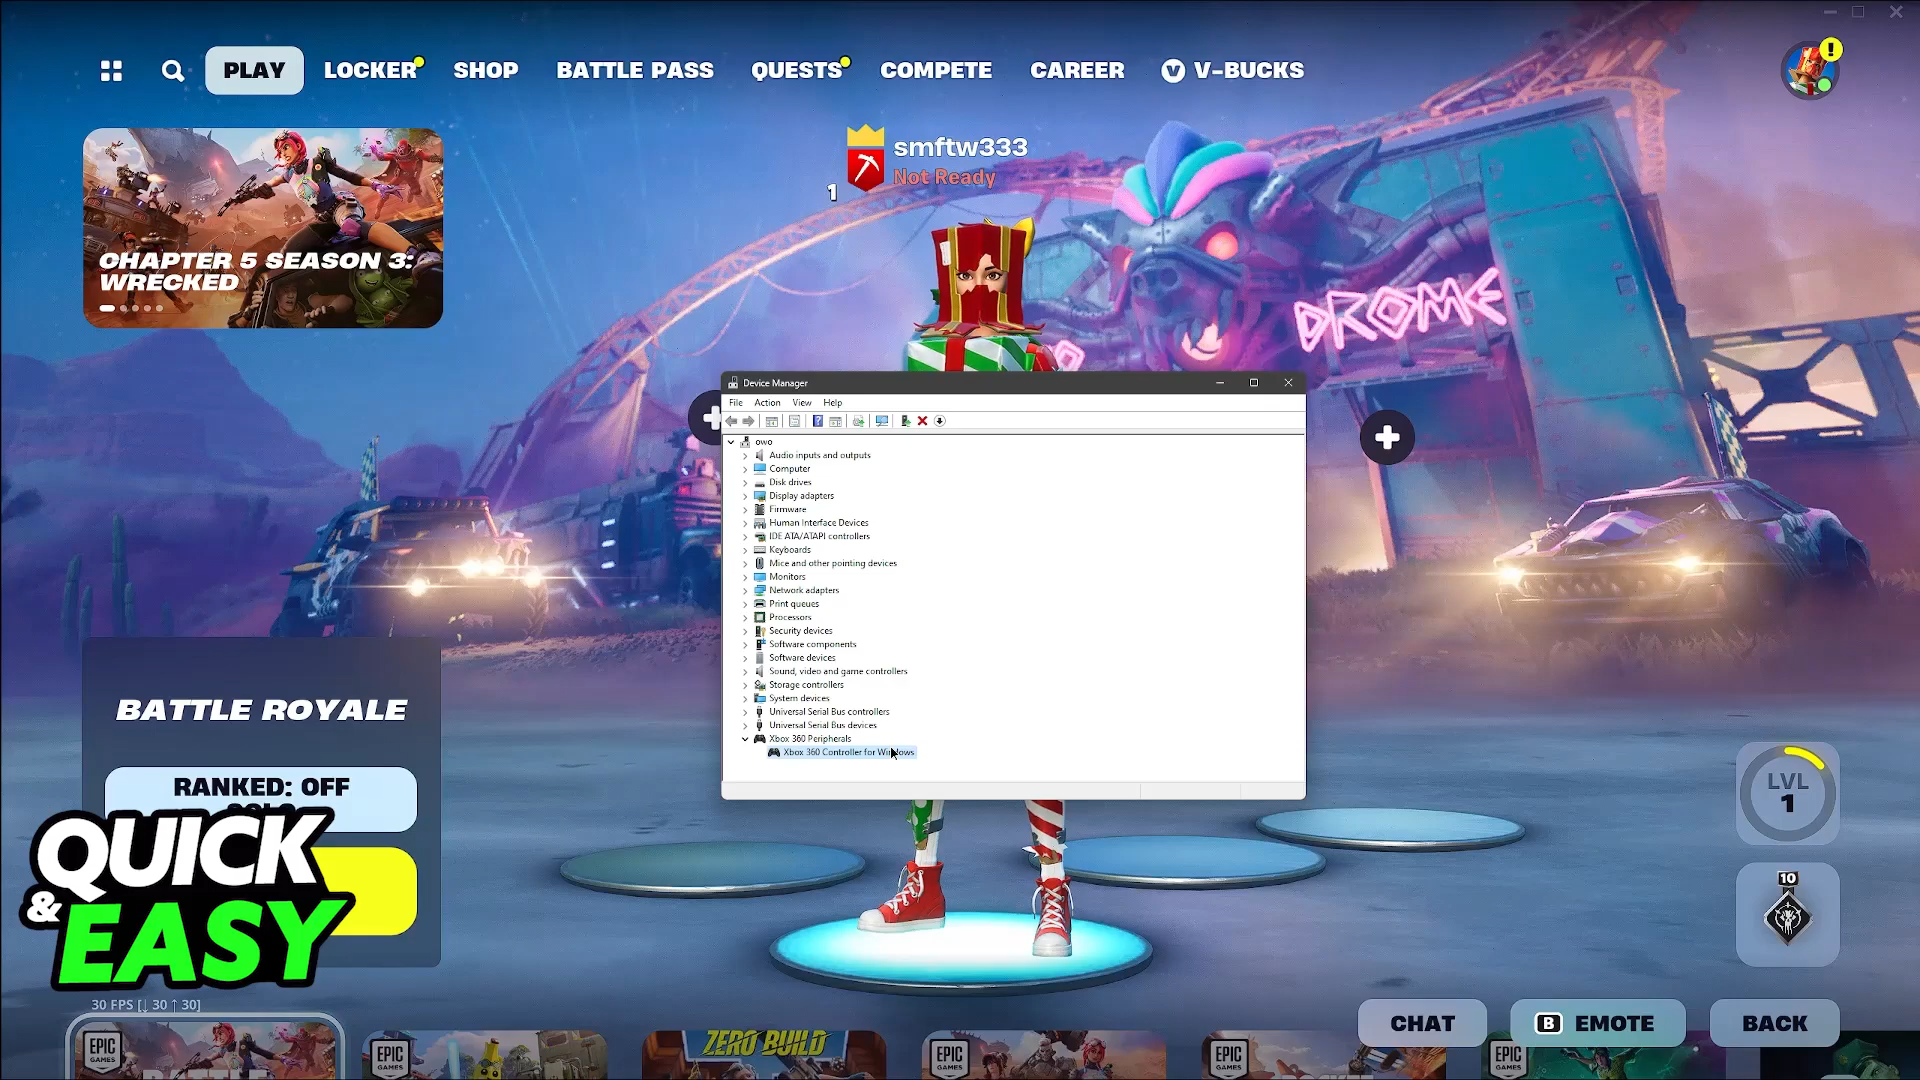 PLAY
LOCKER
SHOP
BATTLE PASS
QUESTS
COMPETE
CAREER
V-BUCKS
!
CHAPTER 5 SEASON 3:
WRECKED
smftw333
Not Ready
1
DROME
Device Manager
File Action View Help
owo
Audio inputs and outputs
Computer
Disk drives
Display adapters
Firmware
Human Interface Devices
IDE ATA/ATAPI controllers
Keyboards
Mice and other pointing devices
Monitors
Network adapters
Print queues
Processors
Security devices
Software components
Software devices
Sound, video and game controllers
Storage controllers
System devices
Universal Serial Bus controllers
Universal Serial Bus devices
Xbox 360 Peripherals
Xbox 360 Controller for Windows
BATTLE ROYALE
RANKED: OFF
QUICK
& EASY
LVL
1
10
30 FPS [↓ 30 ↑ 30]
CHAT
B EMOTE
BACK
EPIC
GAMES
EPIC
GAMES
ZERO BUILD
EPIC
GAMES
EPIC
GAMES
EPIC
GAMES